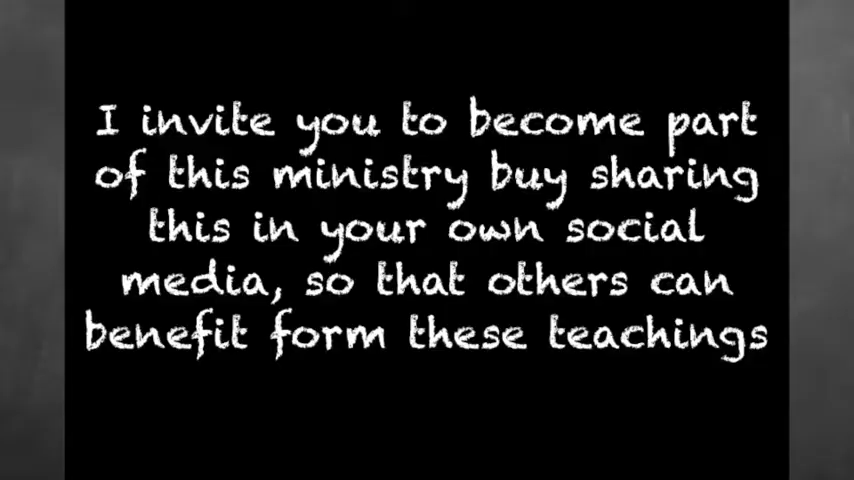 I invite you to become part
of this ministry buy sharing
this in your own social
media, so that others can
benefit form these teachings